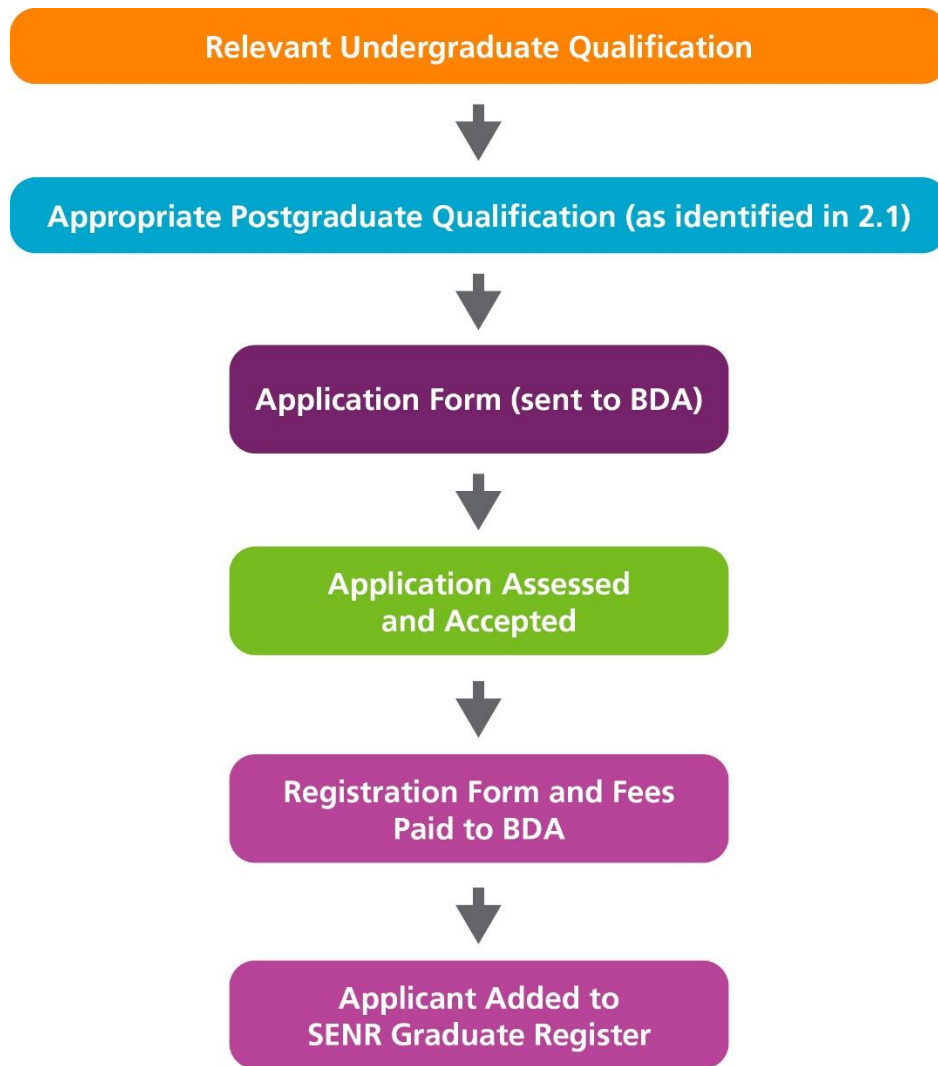 Relevant Undergraduate Qualification
Appropriate Postgraduate Qualification (as identified in 2.1)
Application Form (sent to BDA)
Application Assessed
and Accepted
Registration Form and Fees
Paid to BDA
Applicant Added to
SENR Graduate Register